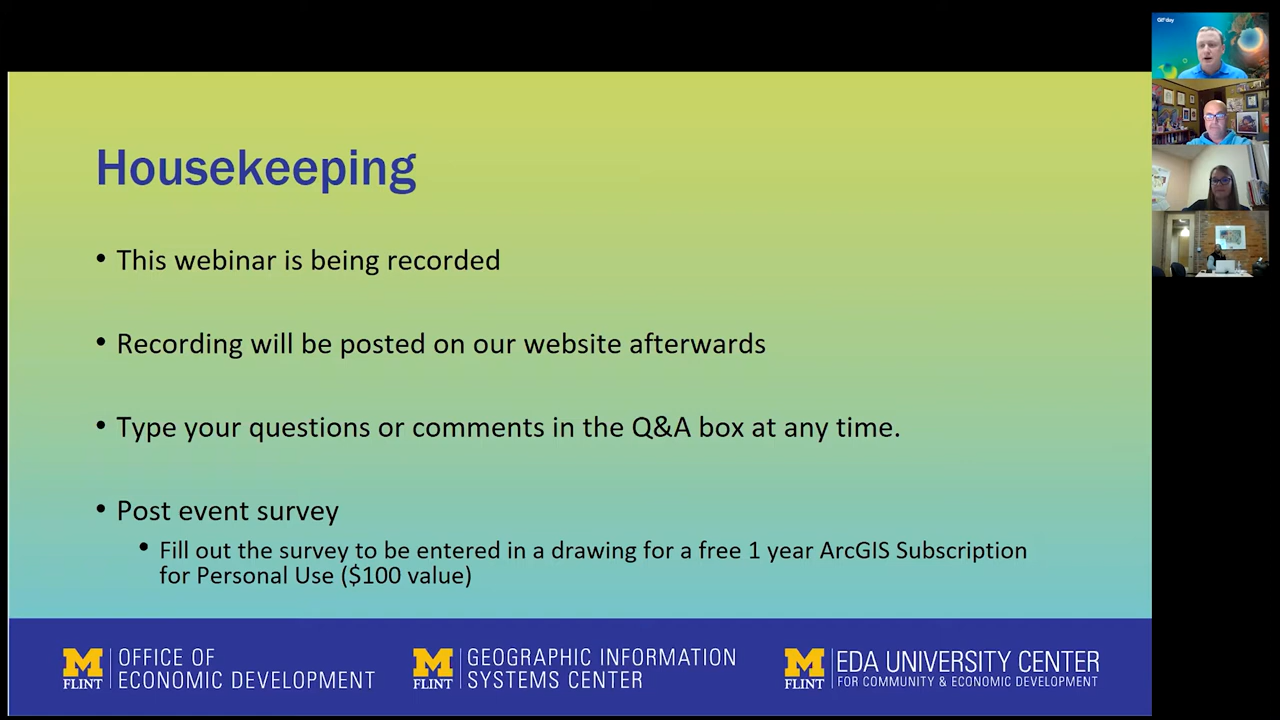 GIS day
Housekeeping
• This webinar is being recorded
• Recording will be posted on our website afterwards
• Type your questions or comments in the Q&A box at any time.
• Post event survey
• Fill out the survey to be entered in a drawing for a free 1 year ArcGIS Subscription
for Personal Use ($100 value)
M FLINT OFFICE OF
ECONOMIC DEVELOPMENT
M FLINT GEOGRAPHIC INFORMATION
SYSTEMS CENTER
M FLINT EDA UNIVERSITY CENTER
FOR COMMUNITY & ECONOMIC DEVELOPMENT